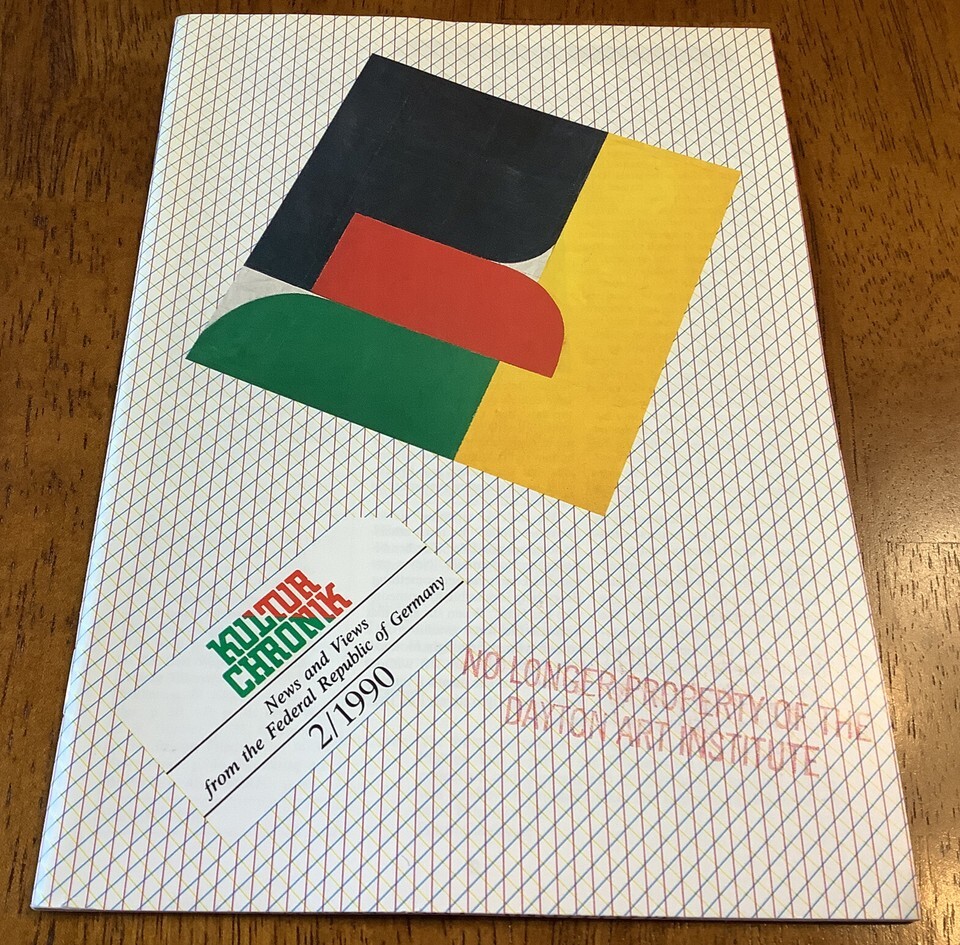 KULTUR
CHRONIK
News and Views
from the Federal Republic of Germany
2/1990
NO LONGER PROPERTY OF THE
DAYTON ART INSTITUTE